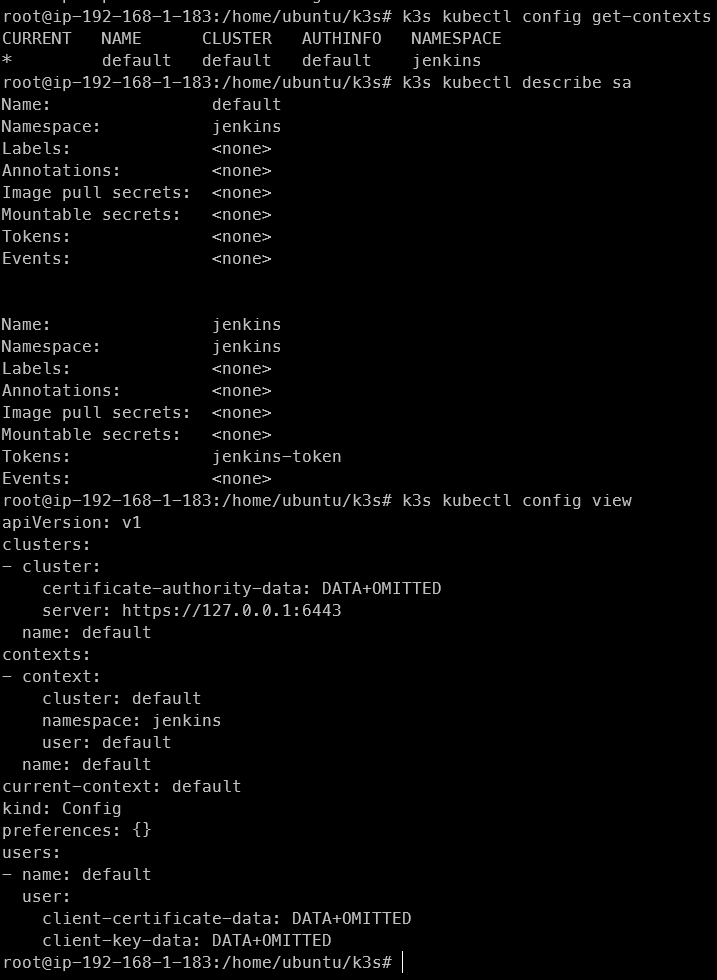 root@ip-192-168-1-183:/home/ubuntu/k3s# k3s kubectl config get-contexts
CURRENT   NAME      CLUSTER   AUTHINFO   NAMESPACE
*         default   default   default    jenkins
root@ip-192-168-1-183:/home/ubuntu/k3s# k3s kubectl describe sa
Name:                default
Namespace:           jenkins
Labels:              <none>
Annotations:         <none>
Image pull secrets:  <none>
Mountable secrets:   <none>
Tokens:              <none>
Events:              <none>


Name:                jenkins
Namespace:           jenkins
Labels:              <none>
Annotations:         <none>
Image pull secrets:  <none>
Mountable secrets:   <none>
Tokens:              jenkins-token
Events:              <none>
root@ip-192-168-1-183:/home/ubuntu/k3s# k3s kubectl config view
apiVersion: v1
clusters:
- cluster:
    certificate-authority-data: DATA+OMITTED
    server: https://127.0.0.1:6443
  name: default
contexts:
- context:
    cluster: default
    namespace: jenkins
    user: default
  name: default
current-context: default
kind: Config
preferences: {}
users:
- name: default
  user:
    client-certificate-data: DATA+OMITTED
    client-key-data: DATA+OMITTED
root@ip-192-168-1-183:/home/ubuntu/k3s#